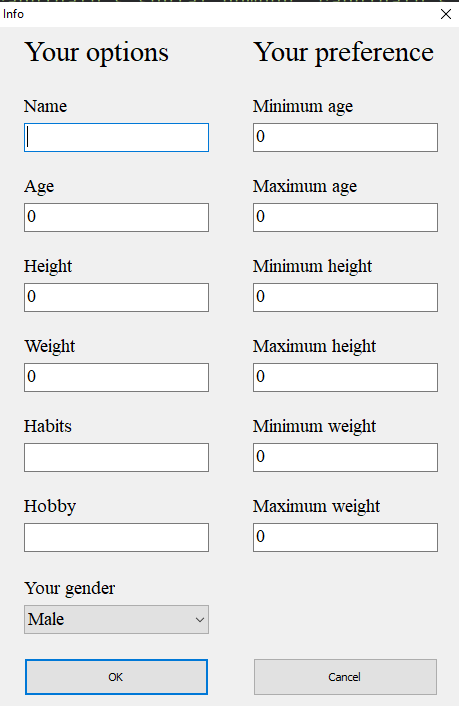 Info
Your options
Your preference
Name
Minimum age
0
Age
Maximum age
0
0
Height
Minimum height
0
0
Weight
Maximum height
0
0
Habits
Minimum weight
0
Hobby
Maximum weight
0
Your gender
Male
OK
Cancel